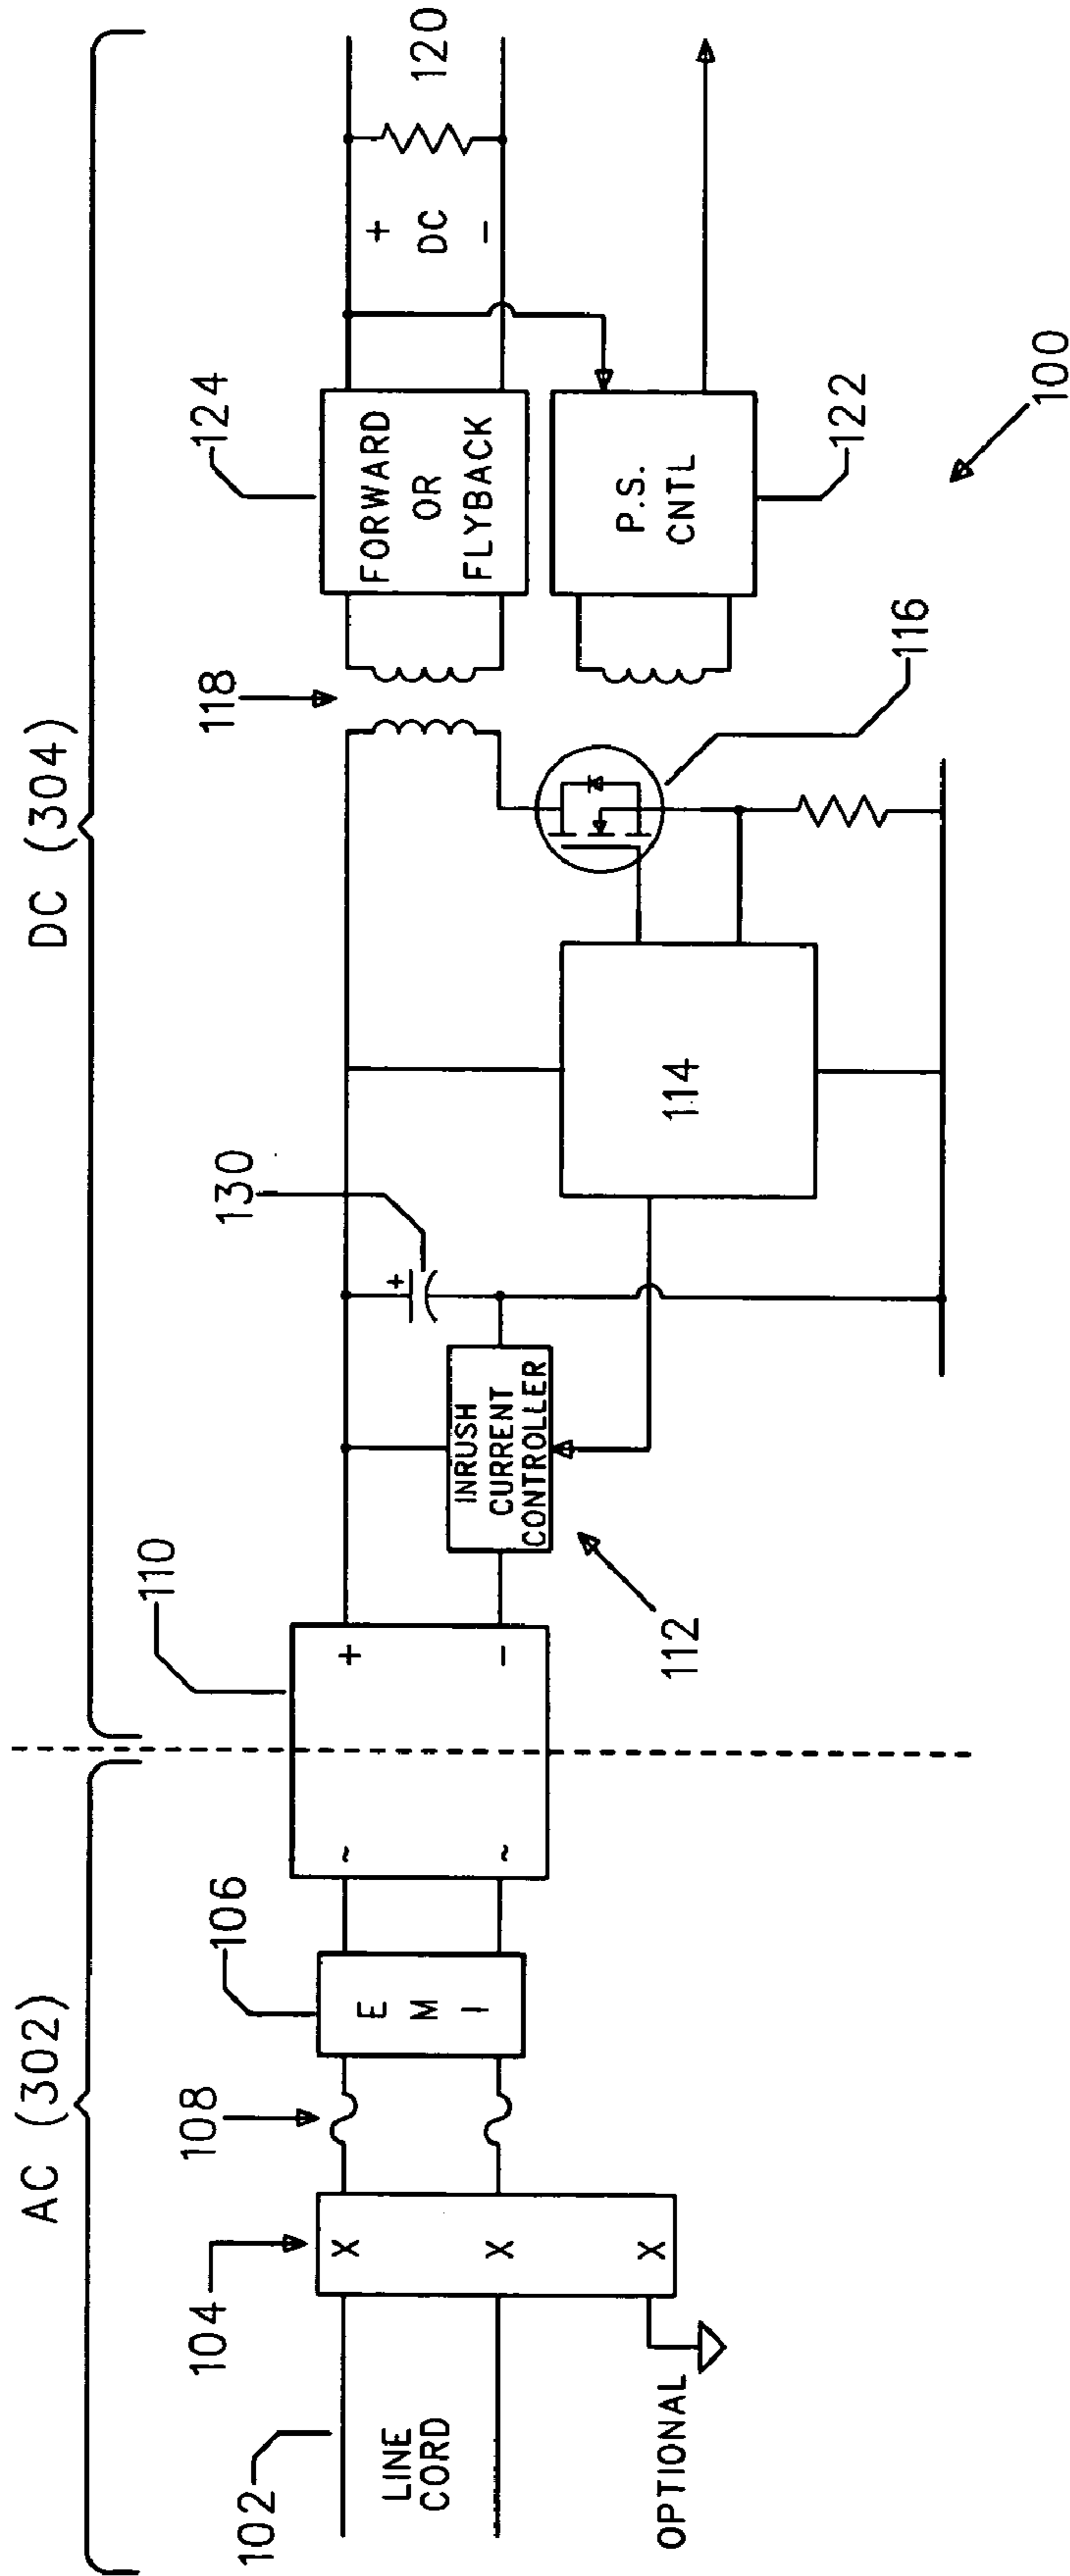 AC (302)
DC (304)
102
LINE
CORD
OPTIONAL
104
X
X
X
108
106
E
M
I
110
~
~
+
-
INRUSH
CURRENT
CONTROLLER
112
130
+
114
116
118
124
FORWARD
OR
FLYBACK
P.S.
CNTL
122
+
DC
-
120
100